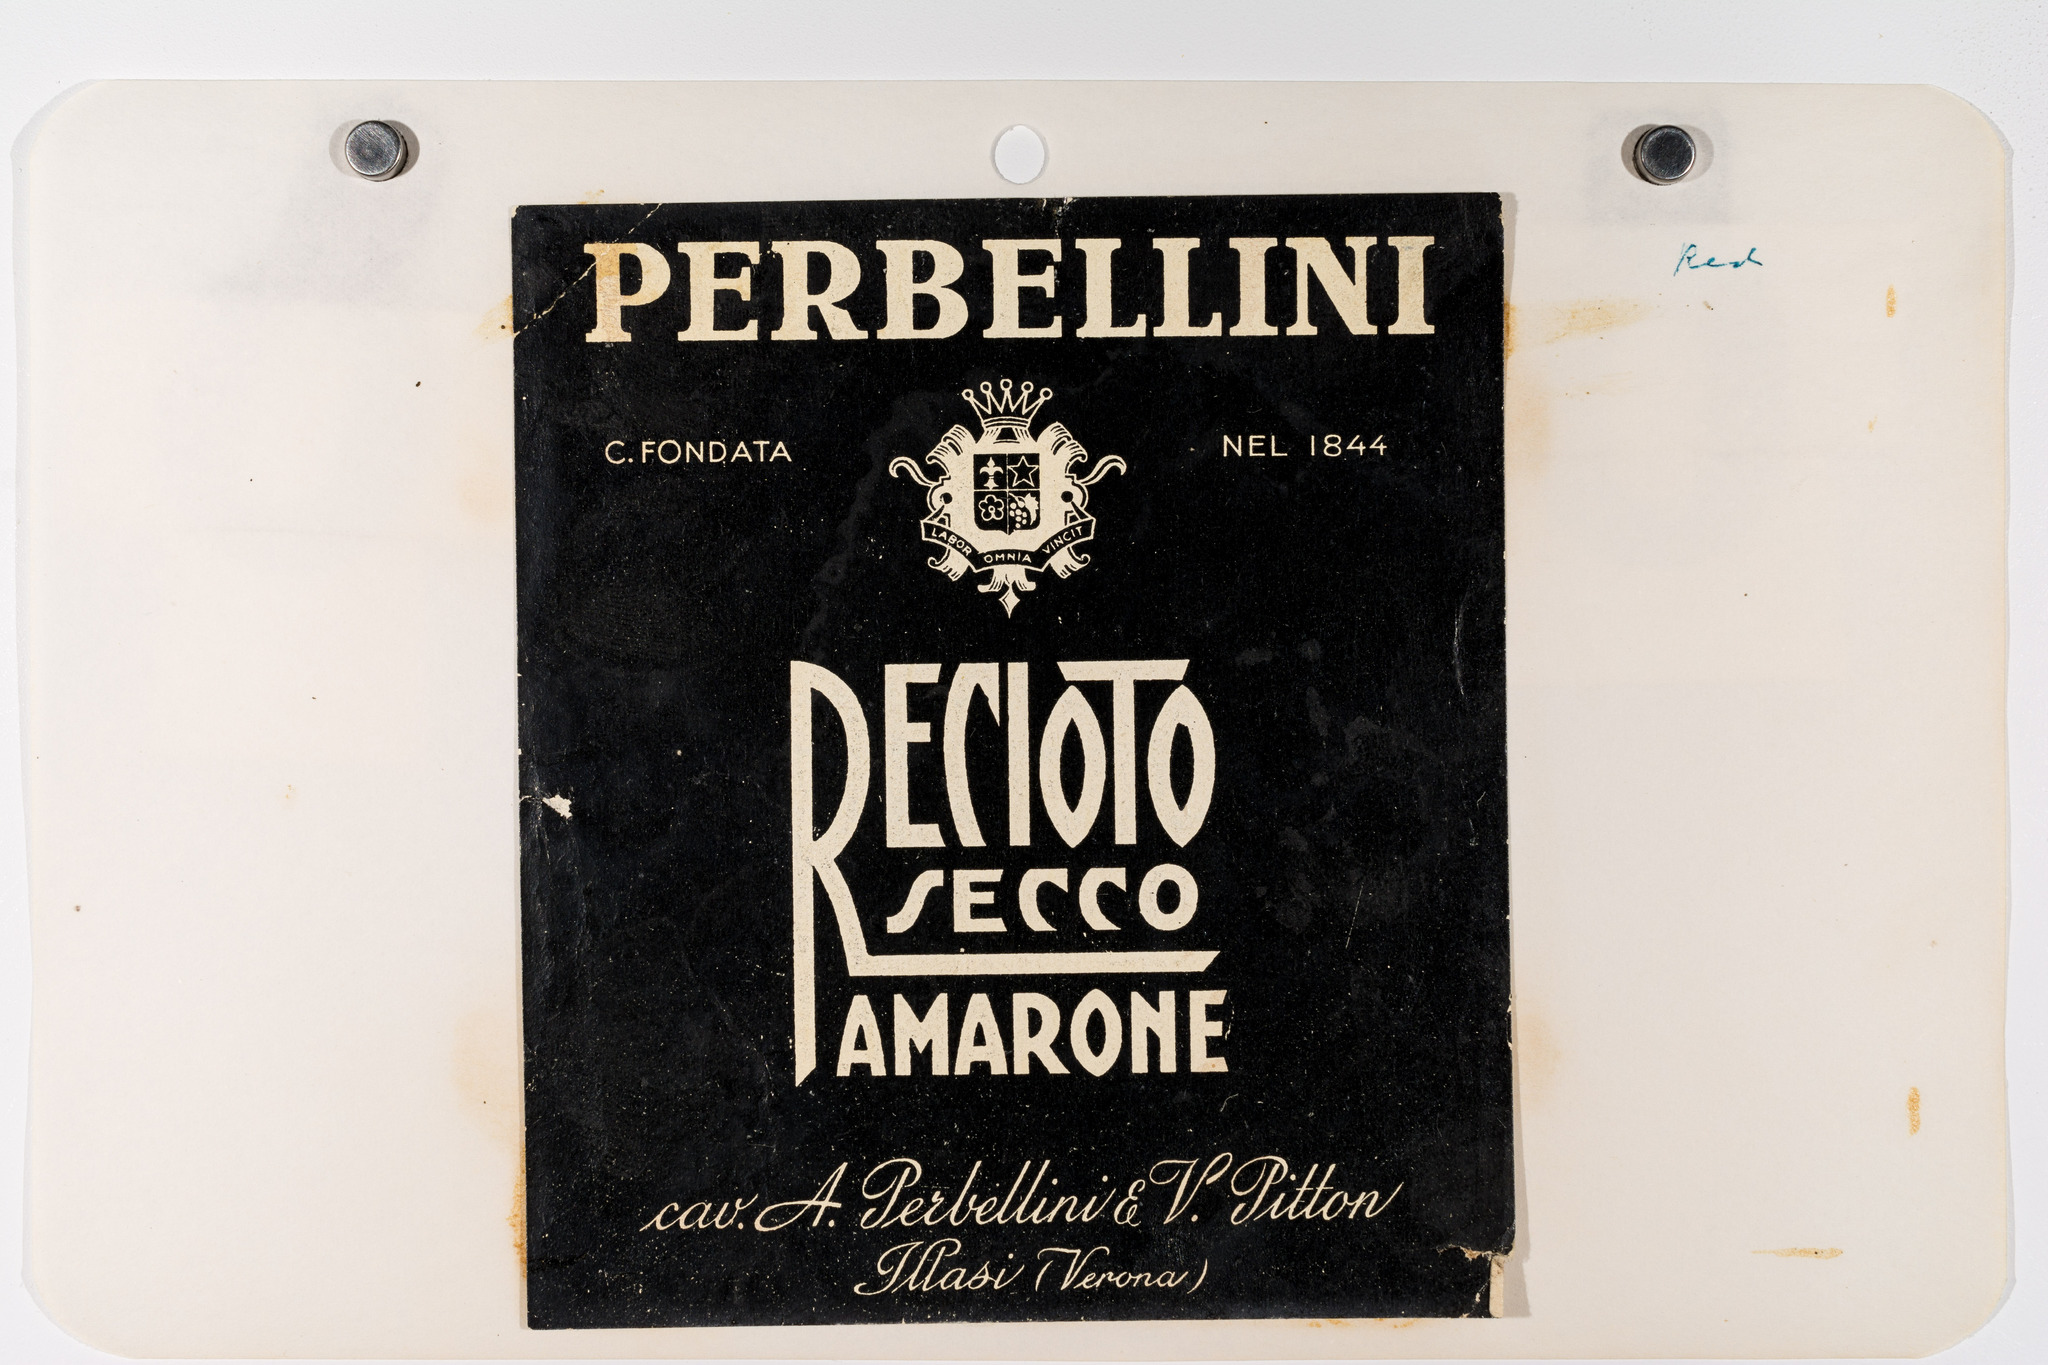 PERBELLINI
Red
C. FONDATA NEL 1844
LABOR OMNIA VINCIT
RECIOTO
SECCO
AMARONE
cav. A. Perbellini & V. Pitton
Illasi (Verona)